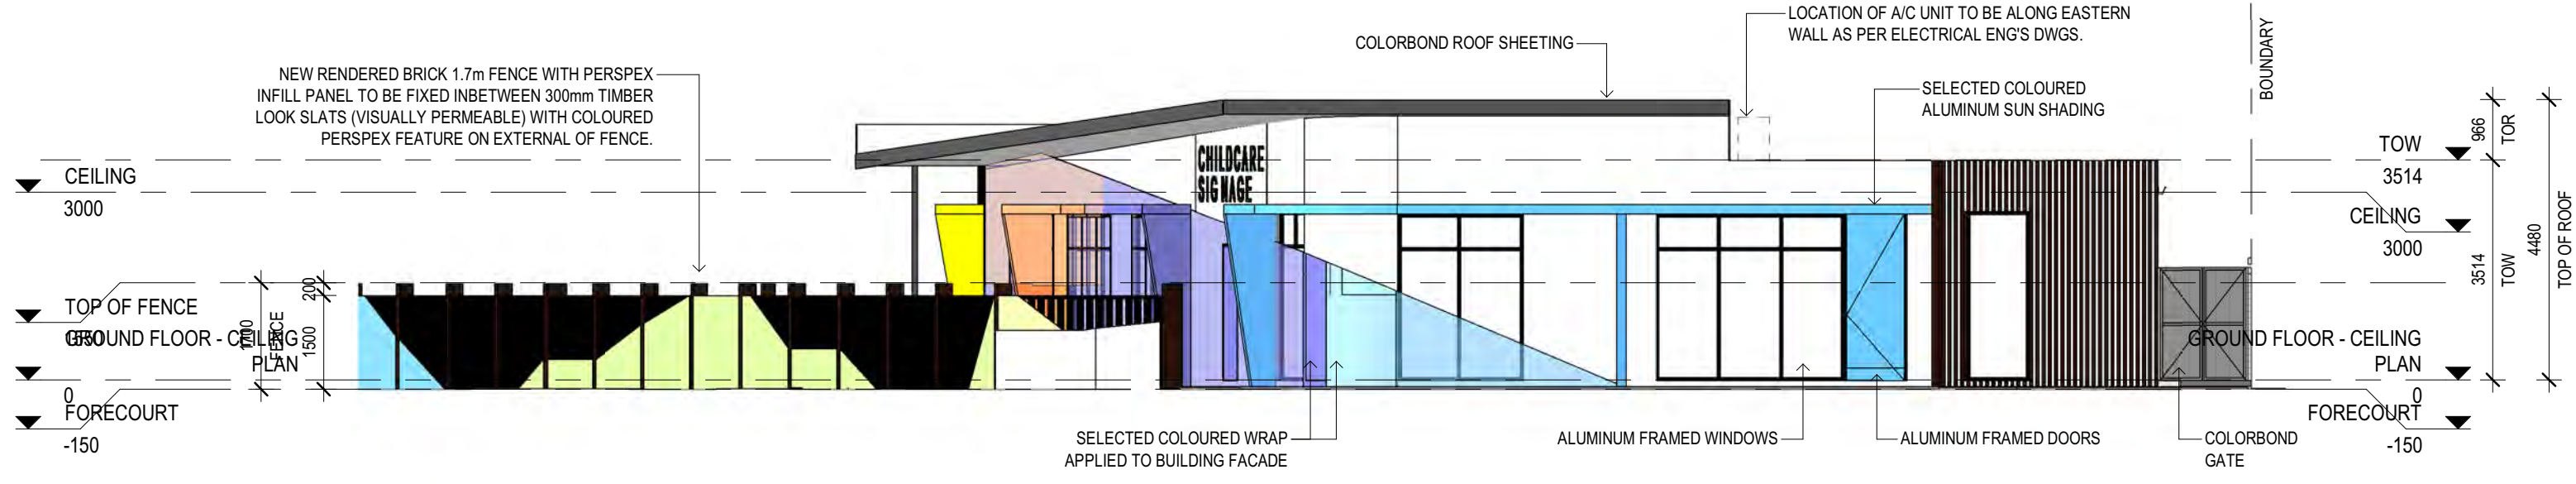 LOCATION OF A/C UNIT TO BE ALONG EASTERN
WALL AS PER ELECTRICAL ENG'S DWGS.
COLORBOND ROOF SHEETING
BOUNDARY
NEW RENDERED BRICK 1.7m FENCE WITH PERSPEX
INFILL PANEL TO BE FIXED INBETWEEN 300mm TIMBER
LOOK SLATS (VISUALLY PERMEABLE) WITH COLOURED
PERSPEX FEATURE ON EXTERNAL OF FENCE.
SELECTED COLOURED
ALUMINUM SUN SHADING
966
TOR
TOW
3514
CEILING
3000
CHILDCARE
SIGNAGE
CEILING
3000
3514
TOW
4480
TOP OF ROOF
200
1500
1700
FENCE
TOP OF FENCE
1550
GROUND FLOOR - CEILING
PLAN
0
FORECOURT
-150
GROUND FLOOR - CEILING
PLAN
0
FORECOURT
-150
SELECTED COLOURED WRAP
APPLIED TO BUILDING FACADE
ALUMINUM FRAMED WINDOWS
ALUMINUM FRAMED DOORS
COLORBOND
GATE